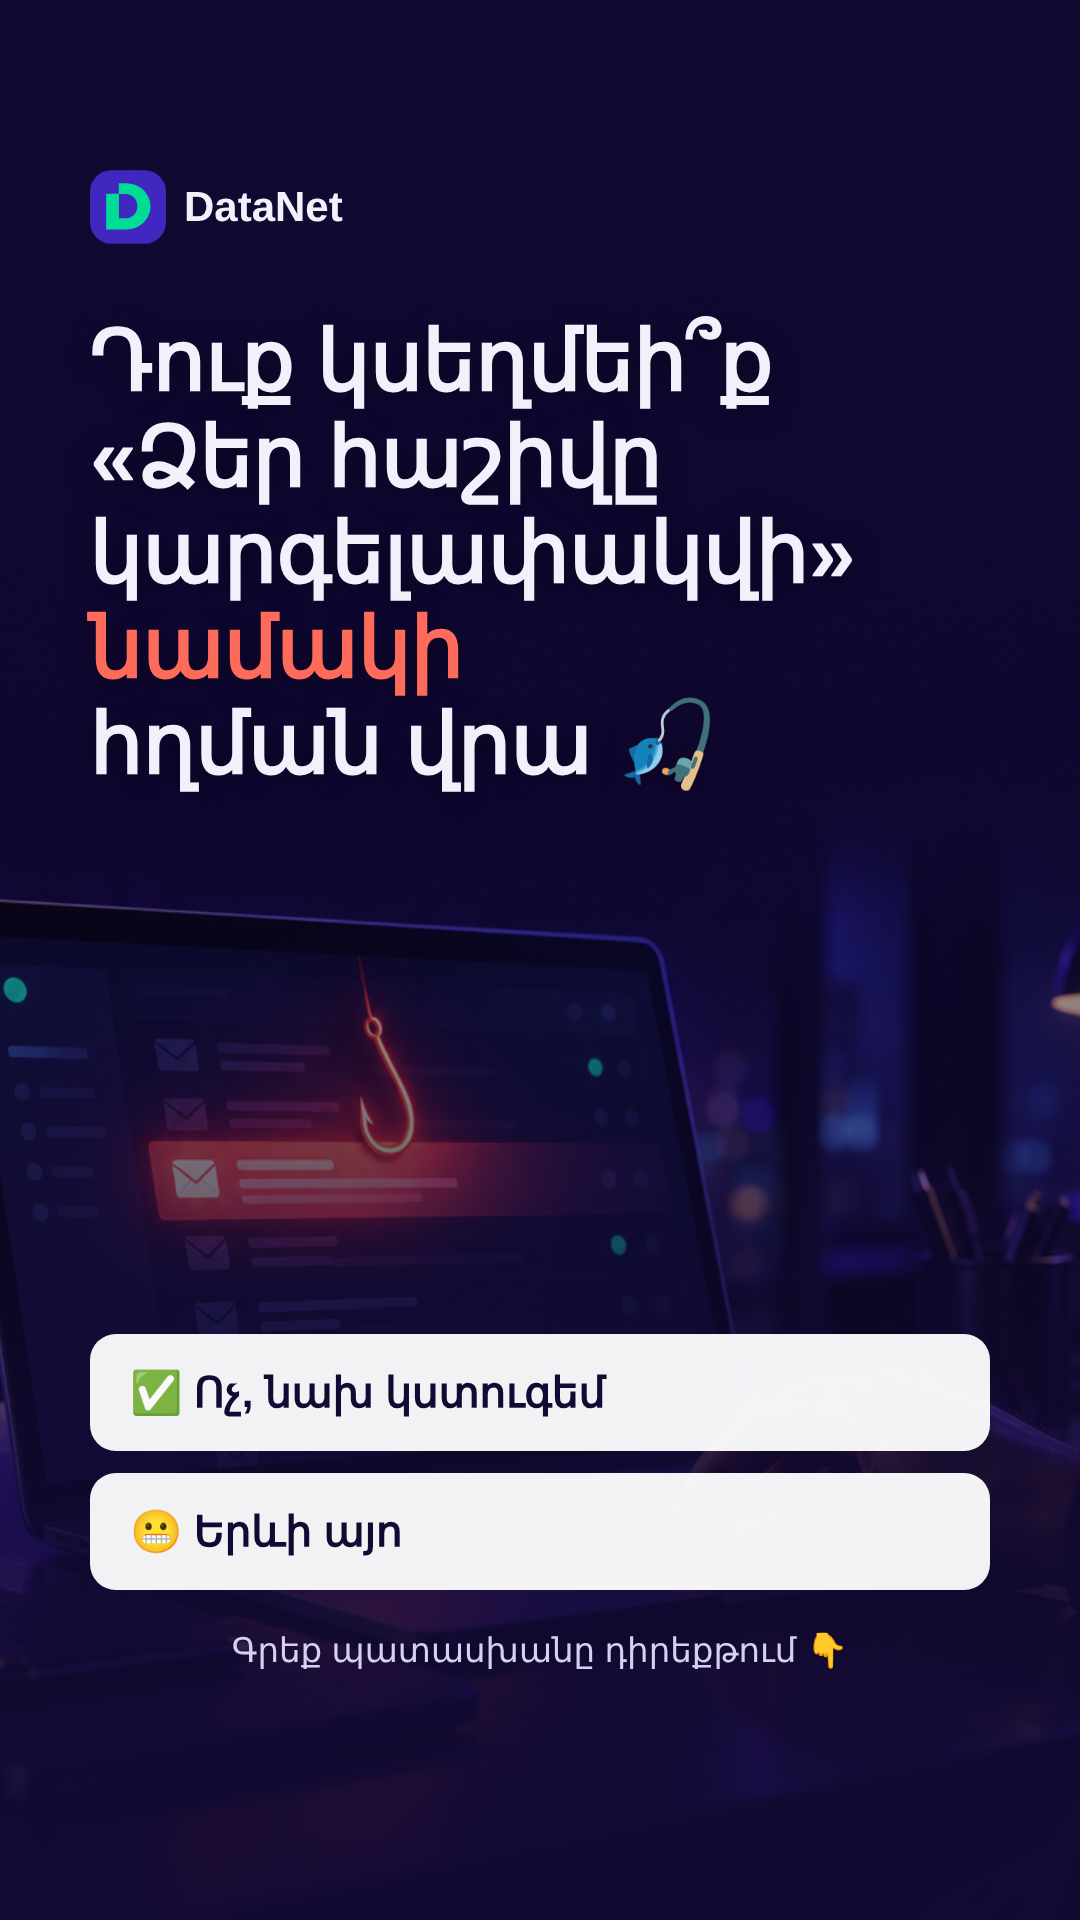 DataNet
Դուք կսեղմեի՞ք
«Ձեր հաշիվը
կարգելափակվի»
նամակի
հղման վրա 🎣
✅ Ոչ, նախ կստուգեմ
😬 Երևի այո
Գրեք պատասխանը դիրեքթում 👇